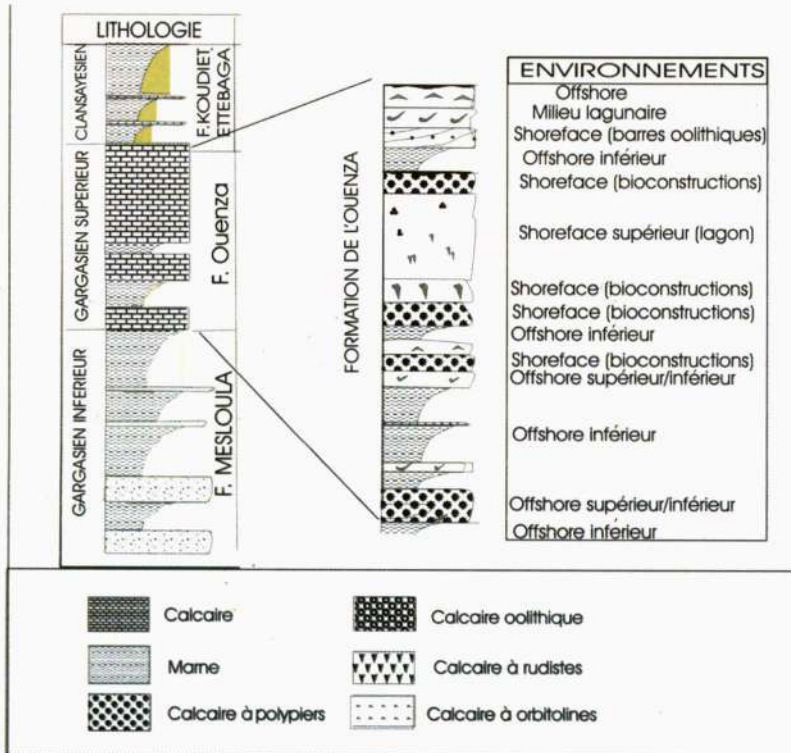 LITHOLOGIE
CLANSAYESIEN
F.KOUDIET ETTEBAGA
GARGASIEN SUPERIEUR
F. Ouenza
GARGASIEN INFERIEUR
F. MESLOULA
FORMATION DE L'OUENZA
ENVIRONNEMENTS
Offshore
Milieu lagunaire
Shoreface (barres oolithiques)
Offshore inférieur
Shoreface (bioconstructions)
Shoreface supérieur (lagon)
Shoreface (bioconstructions)
Shoreface (bioconstructions)
Offshore inférieur
Shoreface (bioconstructions)
Offshore supérieur/inférieur
Offshore inférieur
Offshore supérieur/inférieur
Offshore inférieur
Calcaire
Calcaire oolithique
Marne
Calcaire à rudistes
Calcaire à polypiers
Calcaire à orbitolines